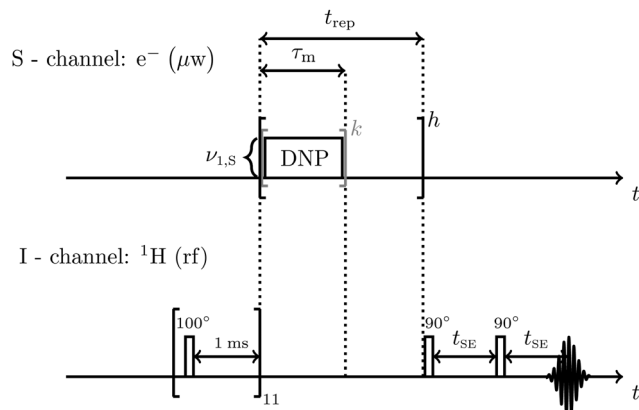 t_rep
S - channel: e⁻ (μw)
τ_m
k
h
ν_1,S
DNP
t
I - channel: ¹H (rf)
100°
90°
90°
1 ms
t_SE
t_SE
11
t